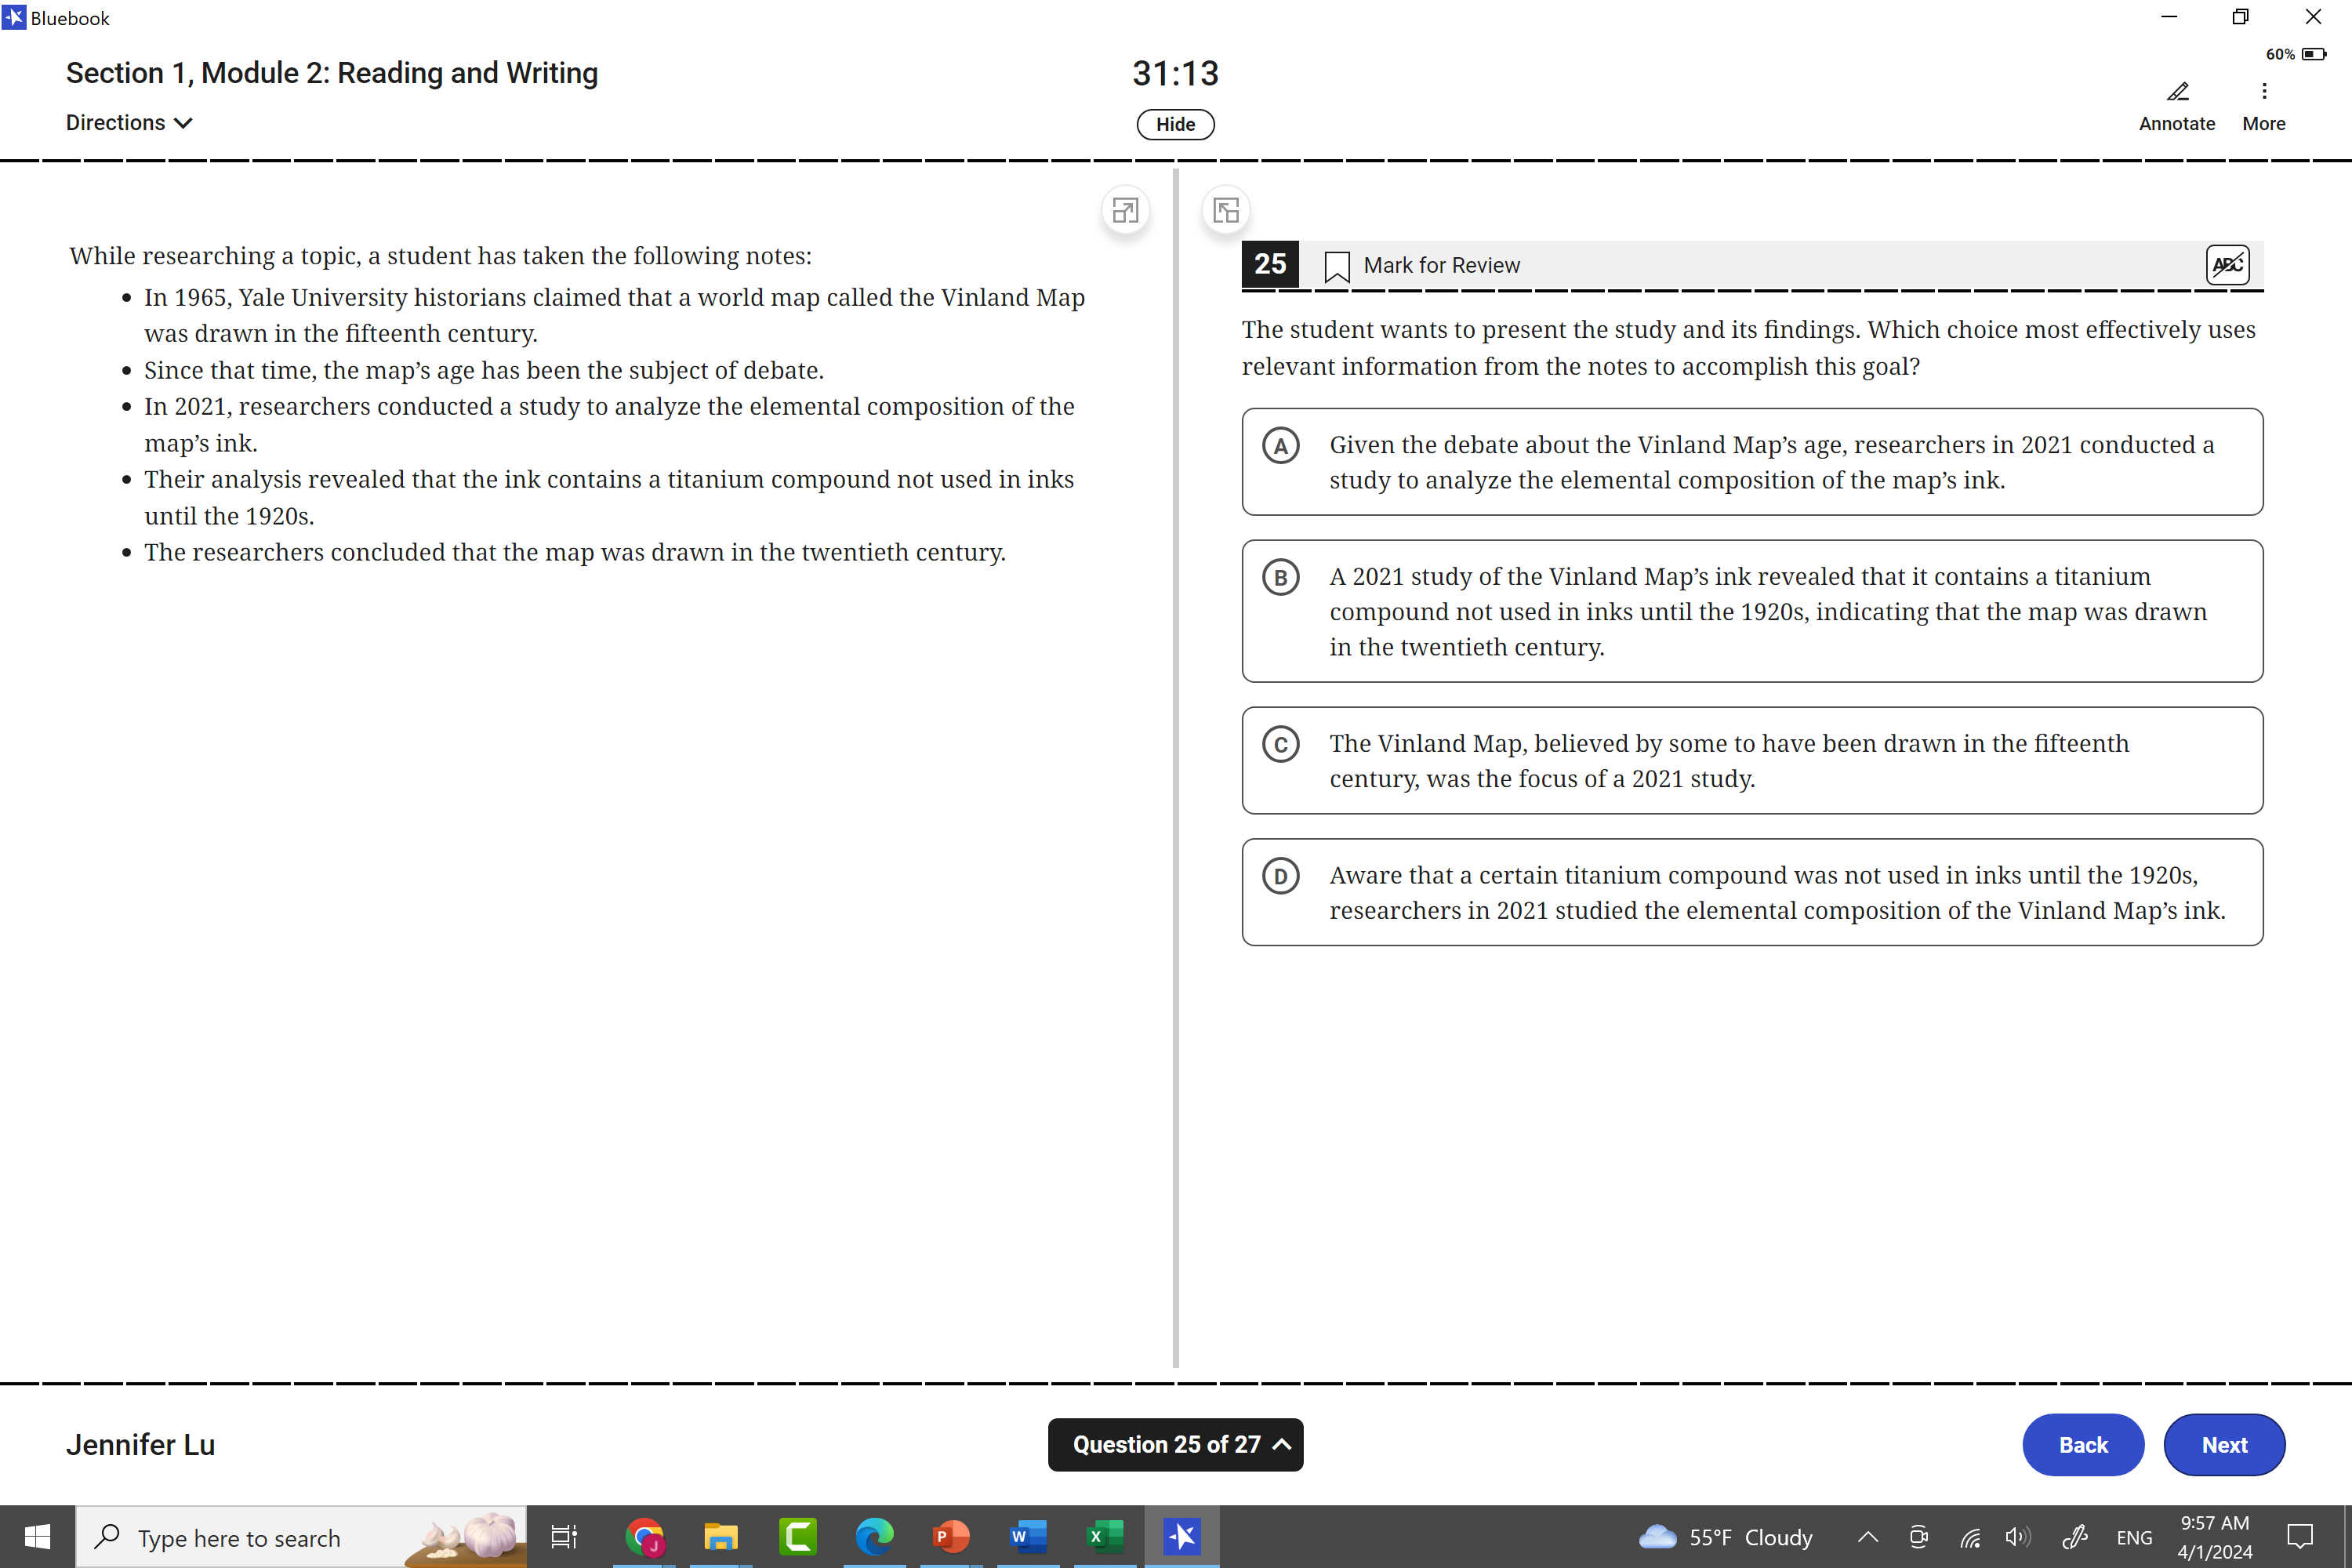 Bluebook
60%
Section 1, Module 2: Reading and Writing
31:13
Directions
Hide
Annotate
More
While researching a topic, a student has taken the following notes:
• In 1965, Yale University historians claimed that a world map called the Vinland Map
was drawn in the fifteenth century.
• Since that time, the map’s age has been the subject of debate.
• In 2021, researchers conducted a study to analyze the elemental composition of the
map’s ink.
• Their analysis revealed that the ink contains a titanium compound not used in inks
until the 1920s.
• The researchers concluded that the map was drawn in the twentieth century.
25
Mark for Review
ABC
The student wants to present the study and its findings. Which choice most effectively uses
relevant information from the notes to accomplish this goal?
A
Given the debate about the Vinland Map’s age, researchers in 2021 conducted a
study to analyze the elemental composition of the map’s ink.
B
A 2021 study of the Vinland Map’s ink revealed that it contains a titanium
compound not used in inks until the 1920s, indicating that the map was drawn
in the twentieth century.
C
The Vinland Map, believed by some to have been drawn in the fifteenth
century, was the focus of a 2021 study.
D
Aware that a certain titanium compound was not used in inks until the 1920s,
researchers in 2021 studied the elemental composition of the Vinland Map’s ink.
Jennifer Lu
Question 25 of 27
Back
Next
Type here to search
J
P
W
X
55°F Cloudy
ENG
9:57 AM
4/1/2024